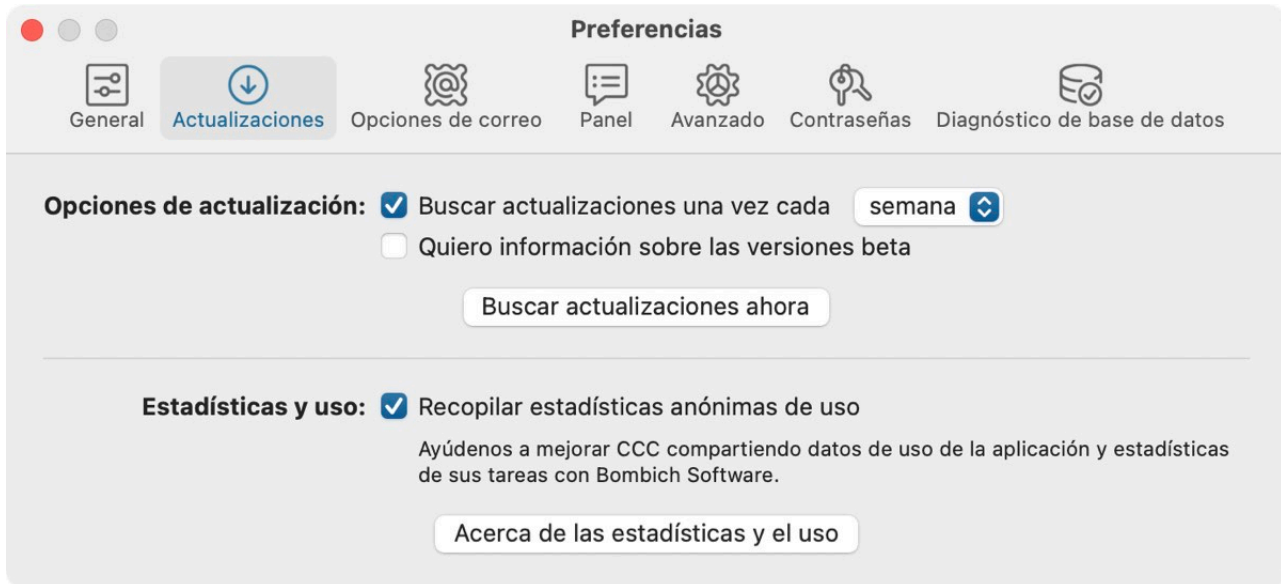 Preferencias
General Actualizaciones Opciones de correo Panel Avanzado Contraseñas Diagnóstico de base de datos
Opciones de actualización: Buscar actualizaciones una vez cada semana
Quiero información sobre las versiones beta
Buscar actualizaciones ahora
Estadísticas y uso: Recopilar estadísticas anónimas de uso
Ayúdenos a mejorar CCC compartiendo datos de uso de la aplicación y estadísticas
de sus tareas con Bombich Software.
Acerca de las estadísticas y el uso